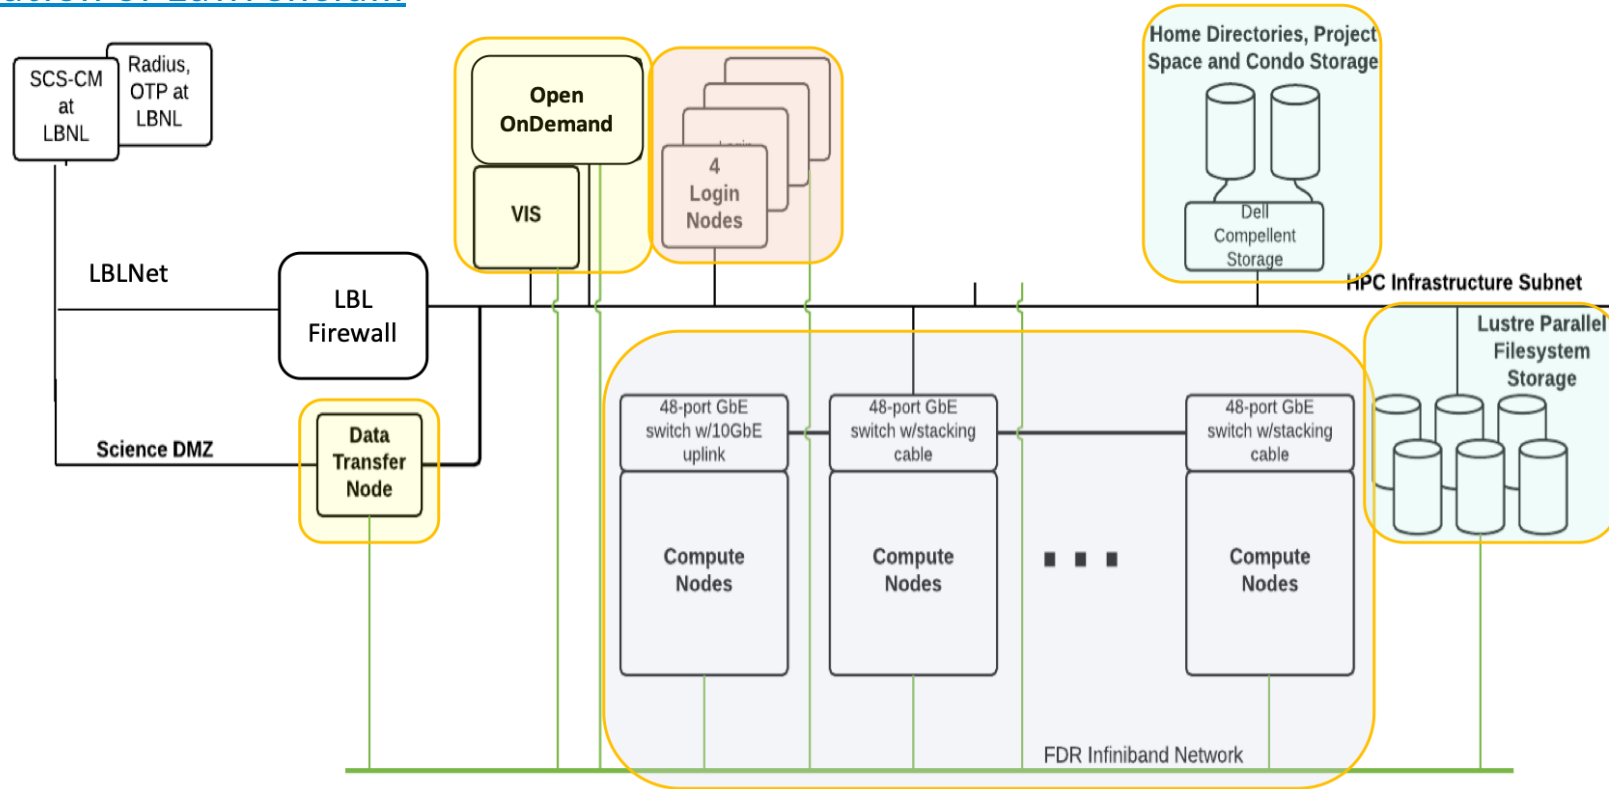 SCS-CM
at
LBNL
Radius,
OTP at
LBNL
Open
OnDemand
VIS
4
Login
Nodes
Home Directories, Project
Space and Condo Storage
Dell
Compellent
Storage
LBLNet
LBL
Firewall
HPC Infrastructure Subnet
Lustre Parallel
Filesystem
Storage
Science DMZ
Data
Transfer
Node
48-port GbE
switch w/10GbE
uplink
48-port GbE
switch w/stacking
cable
48-port GbE
switch w/stacking
cable
Compute
Nodes
Compute
Nodes
Compute
Nodes
FDR Infiniband Network